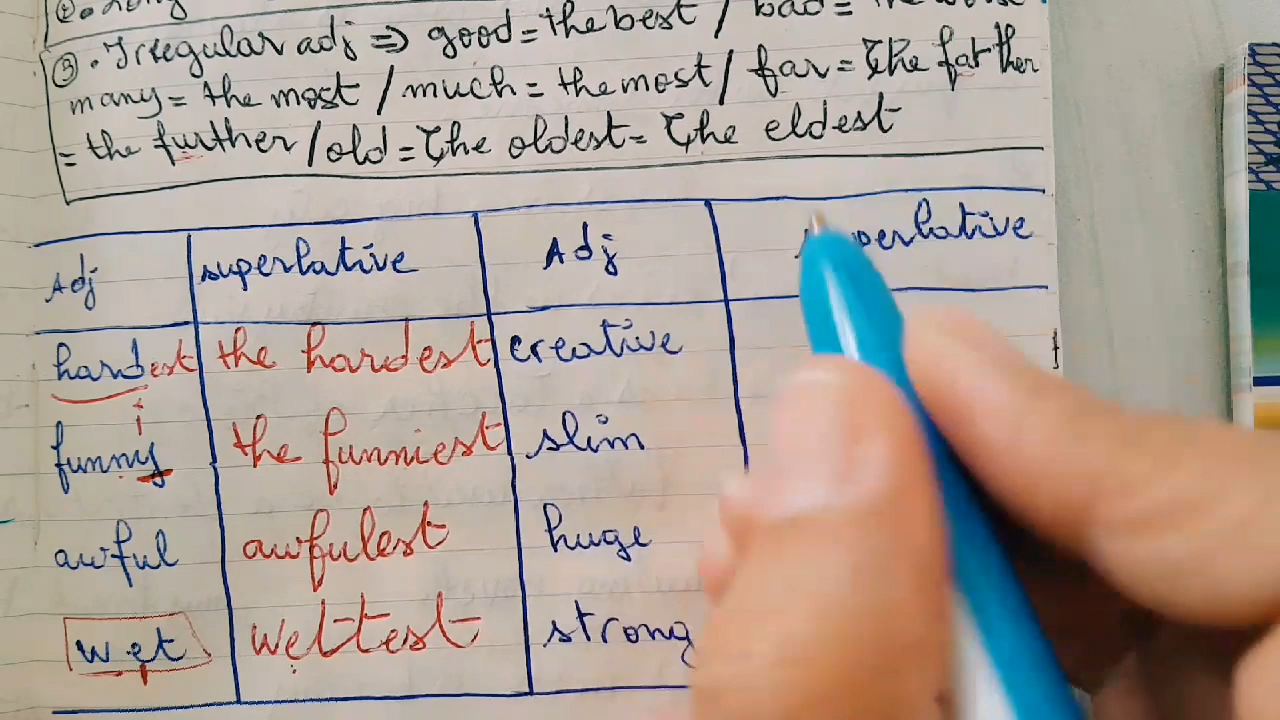 ③. Irregular adj ⇒ good = the best / bad =
many = the most / much = the most / far = the farther
= the further / old = the oldest = the eldest
Adj superlative Adj
hardest the hardest creative
i
funny the funniest slim
awful awfulest huge
wet wettest strong